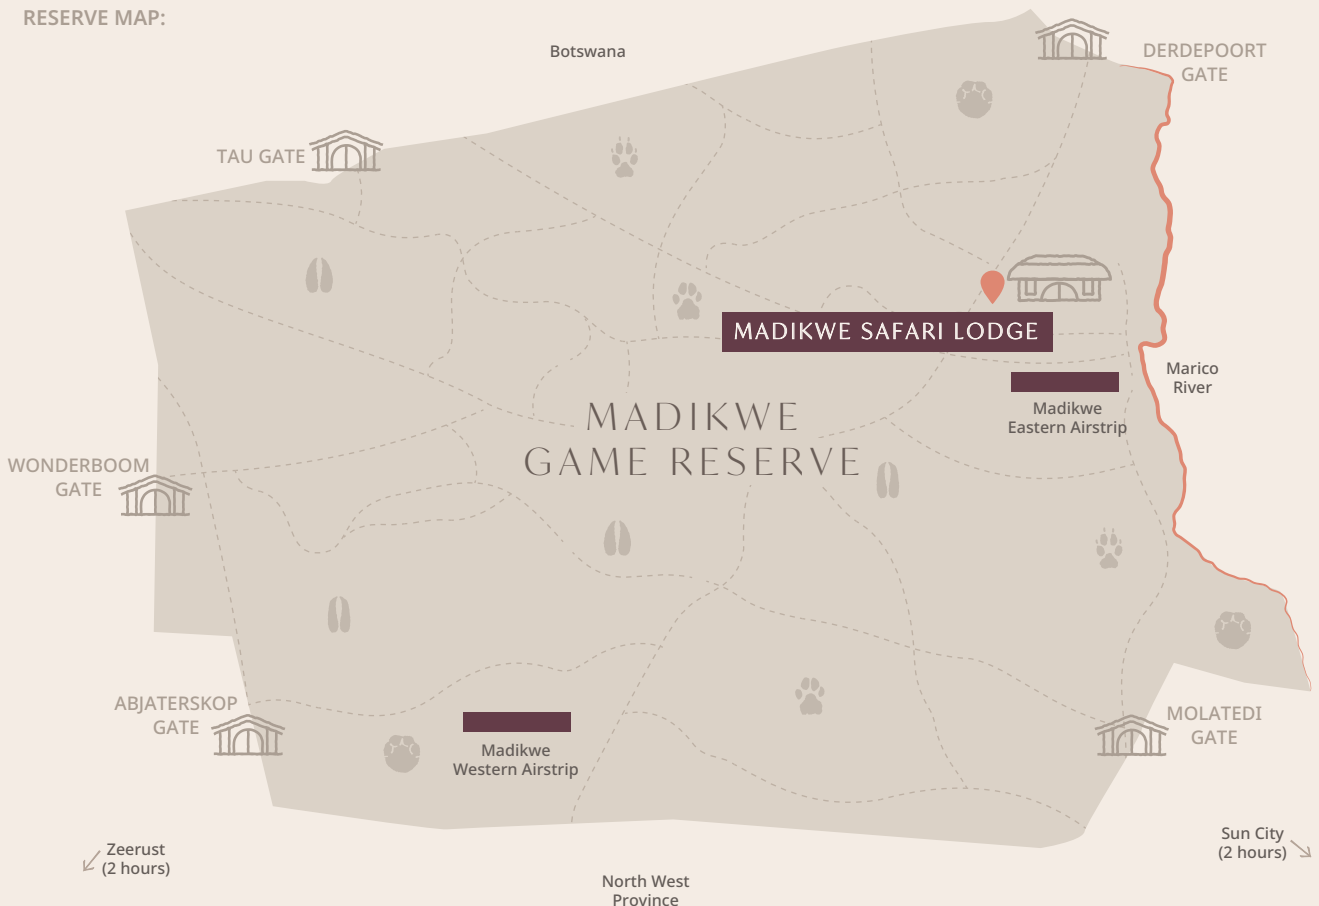 RESERVE MAP:
Botswana
DERDEPOORT
GATE
TAU GATE
MADIKWE SAFARI LODGE
Marico
River
Madikwe
Eastern Airstrip
MADIKWE
GAME RESERVE
WONDERBOOM
GATE
ABJATERSKOP
GATE
Madikwe
Western Airstrip
MOLATEDI
GATE
Zeerust
(2 hours)
Sun City
(2 hours)
North West
Province